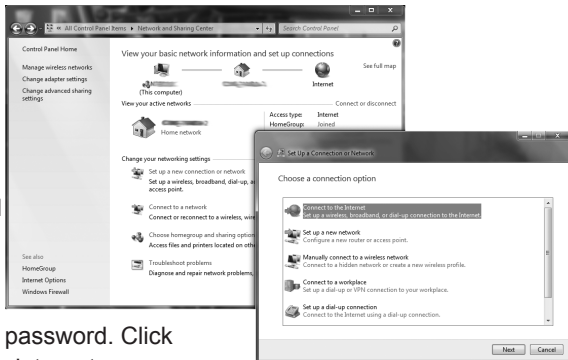 « All Control Panel Items ▸ Network and Sharing Center
Search Control Panel
Control Panel Home
Manage wireless networks
Change adapter settings
Change advanced sharing
settings
See also
HomeGroup
Internet Options
Windows Firewall
View your basic network information and set up connections
See full map
(This computer)
Internet
View your active networks
Connect or disconnect
Home network
Access type: Internet
HomeGroup: Joined
Change your networking settings
Set up a new connection or network
Set up a wireless, broadband, dial-up, a
access point.
Connect to a network
Connect or reconnect to a wireless, wire
Choose homegroup and sharing option
Access files and printers located on oth
Troubleshoot problems
Diagnose and repair network problems,
Set Up a Connection or Network
Choose a connection option
Connect to the Internet
Set up a wireless, broadband, or dial-up connection to the Internet.
Set up a new network
Configure a new router or access point.
Manually connect to a wireless network
Connect to a hidden network or create a new wireless profile.
Connect to a workplace
Set up a dial-up or VPN connection to your workplace.
Set up a dial-up connection
Connect to the Internet using a dial-up connection.
Next Cancel
password. Click